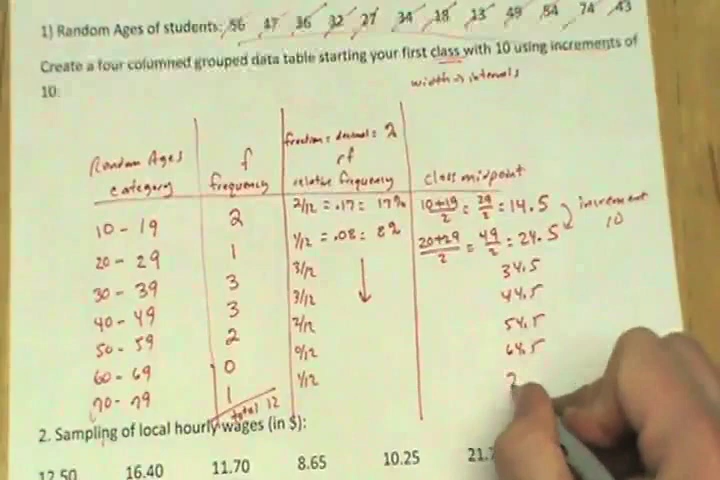 1) Random Ages of students: 56 47 36 32 27 34 18 13 49 54 74 43
Create a four columned grouped data table starting your first class with 10 using increments of
10.
width → intervals
Random Ages category f frequency fraction = decimal = % rf relative frequency class midpoint
10 - 19 2 2/12 = .17 = 17% 10+19/2 = 29/2 = 14.5 increment 10
20 - 29 1 1/12 = .08 = 8% 20+29/2 = 49/2 = 24.5
30 - 39 3 3/12 34.5
40 - 49 3 3/12 44.5
50 - 59 2 2/12 54.5
60 - 69 0 0/12 64.5
70 - 79 1 1/12
total 12
2. Sampling of local hourly wages (in $):
12.50 16.40 11.70 8.65 10.25